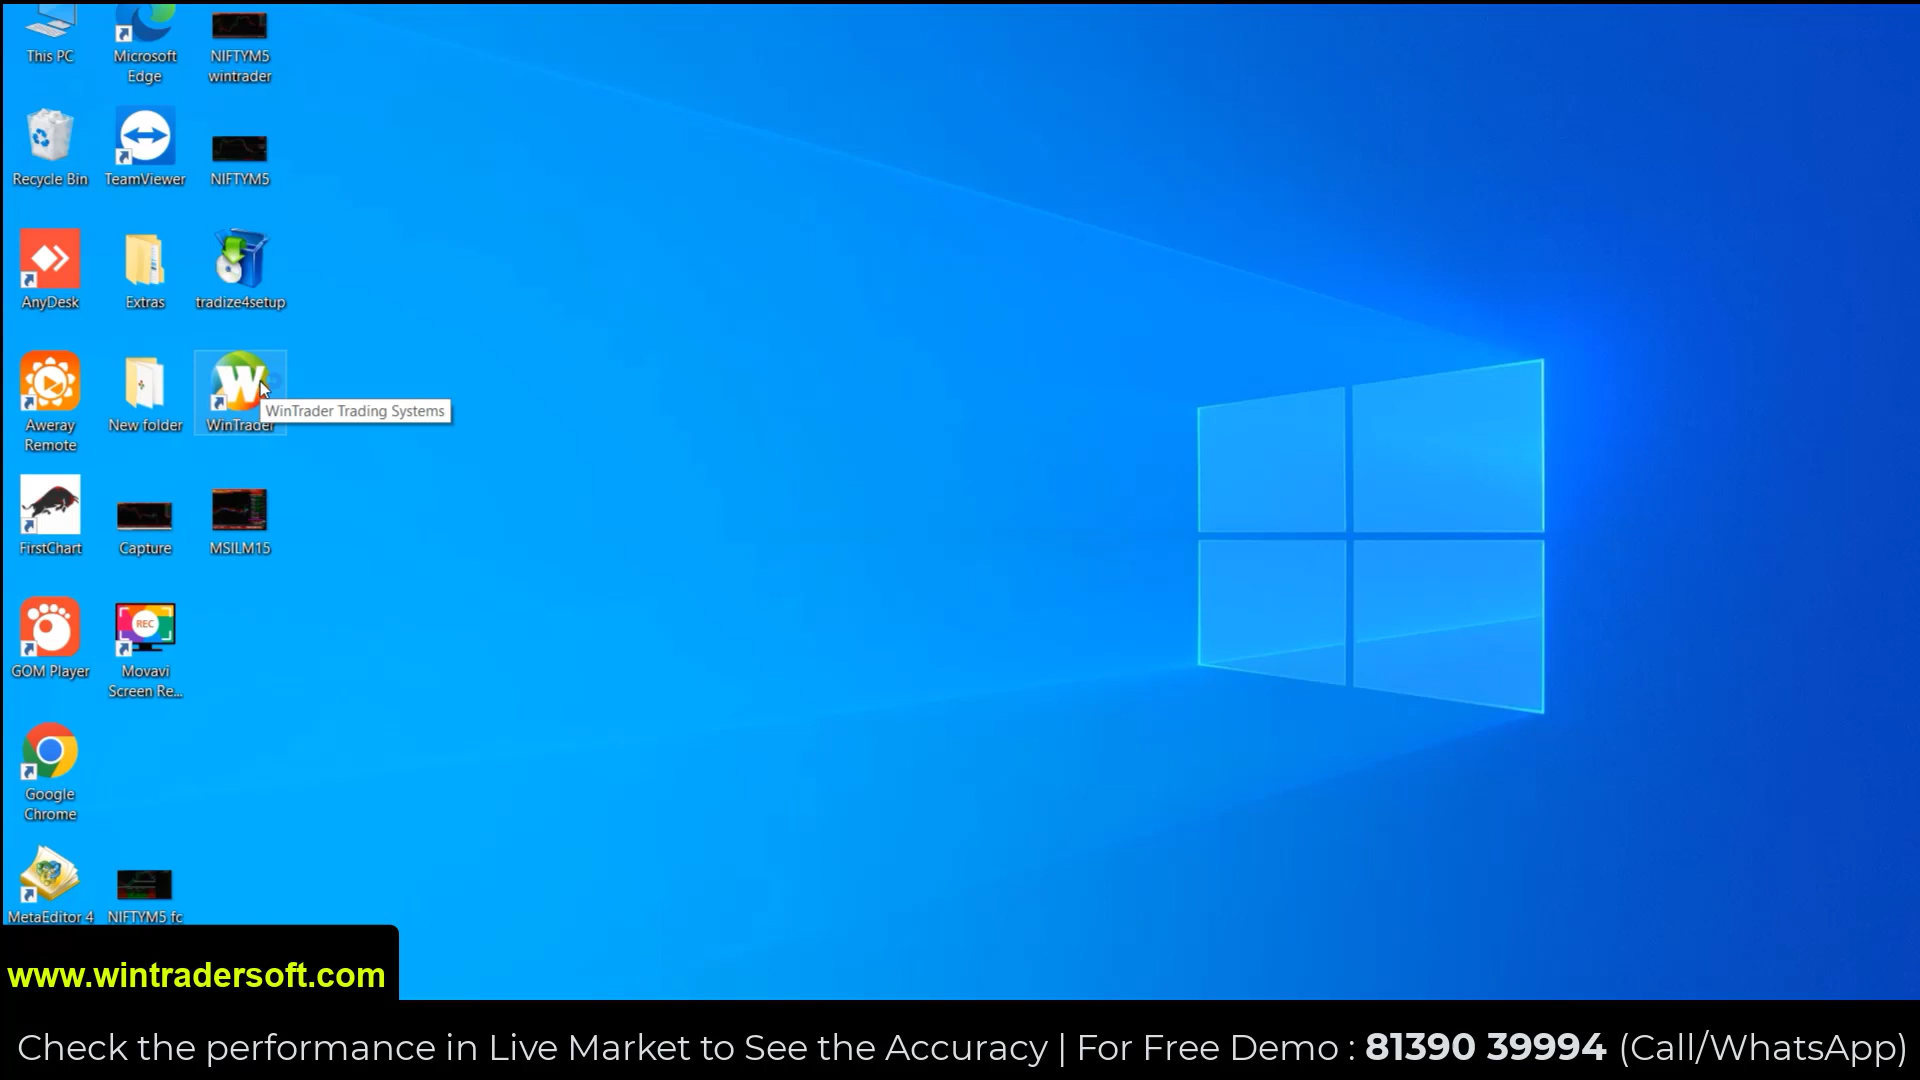 This PC
Microsoft
Edge
NIFTYM5
wintrader
Recycle Bin
TeamViewer
NIFTYM5
AnyDesk
Extras
tradize4setup
Aweray
Remote
New folder
W
WinTrader
WinTrader Trading Systems
FirstChart
Capture
MSILM15
GOM Player
REC
Movavi
Screen Re...
Google
Chrome
MetaEditor 4
NIFTYM5 fc
www.wintradersoft.com
Check the performance in Live Market to See the Accuracy | For Free Demo : 81390 39994 (Call/WhatsApp)